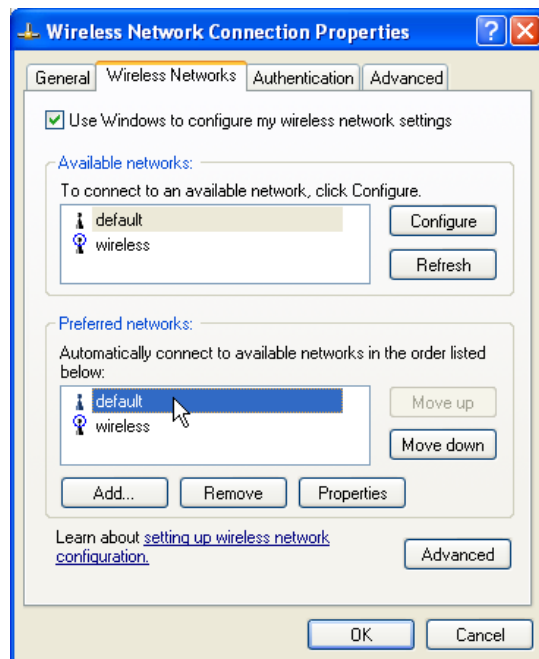 Wireless Network Connection Properties
General Wireless Networks Authentication Advanced
Use Windows to configure my wireless network settings
Available networks:
To connect to an available network, click Configure.
default
wireless
Configure
Refresh
Preferred networks:
Automatically connect to available networks in the order listed
below:
default
wireless
Move up
Move down
Add... Remove Properties
Learn about setting up wireless network
configuration.
Advanced
OK Cancel